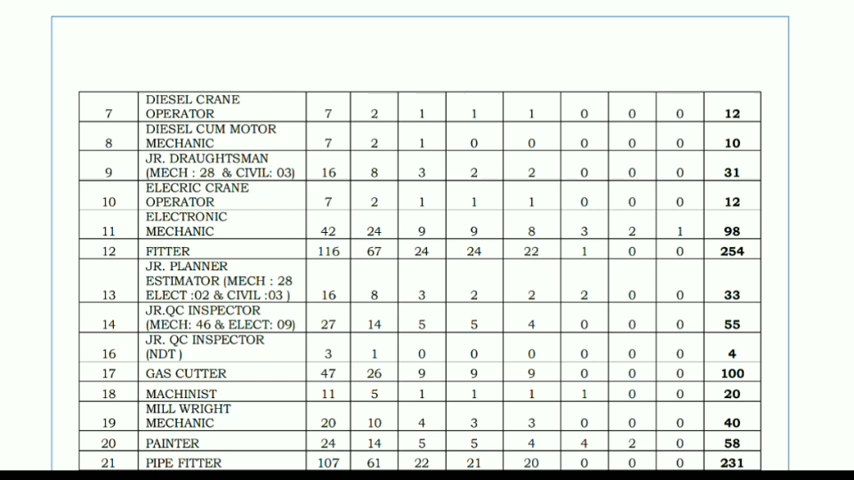 7 DIESEL CRANE OPERATOR 7 2 1 1 1 0 0 0 12
8 DIESEL CUM MOTOR MECHANIC 7 2 1 0 0 0 0 0 10
9 JR. DRAUGHTSMAN (MECH : 28 & CIVIL: 03) 16 8 3 2 2 0 0 0 31
10 ELECRIC CRANE OPERATOR 7 2 1 1 1 0 0 0 12
11 ELECTRONIC MECHANIC 42 24 9 9 8 3 2 1 98
12 FITTER 116 67 24 24 22 1 0 0 254
13 JR. PLANNER ESTIMATOR (MECH : 28 ELECT :02 & CIVIL :03 ) 16 8 3 2 2 2 0 0 33
14 JR.QC INSPECTOR (MECH: 46 & ELECT: 09) 27 14 5 5 4 0 0 0 55
16 JR. QC INSPECTOR (NDT ) 3 1 0 0 0 0 0 0 4
17 GAS CUTTER 47 26 9 9 9 0 0 0 100
18 MACHINIST 11 5 1 1 1 1 0 0 20
19 MILL WRIGHT MECHANIC 20 10 4 3 3 0 0 0 40
20 PAINTER 24 14 5 5 4 4 2 0 58
21 PIPE FITTER 107 61 22 21 20 0 0 0 231